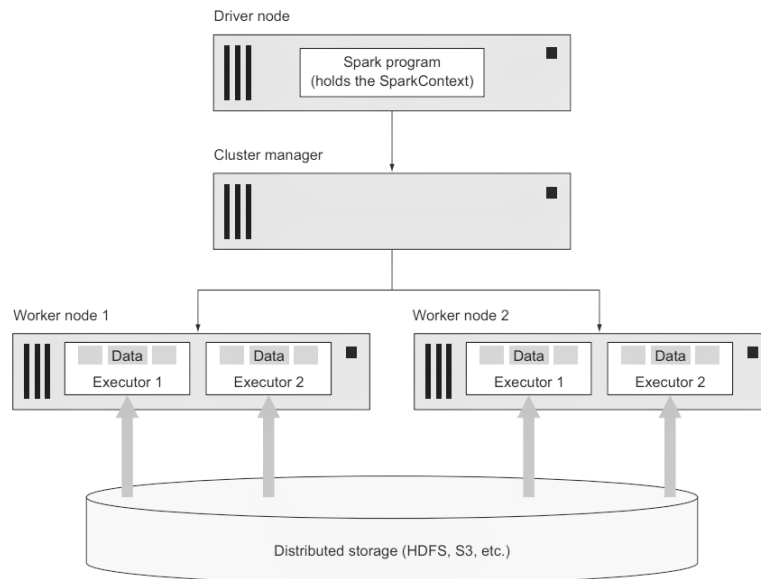 Driver node
Spark program
(holds the SparkContext)
Cluster manager
Worker node 1
Worker node 2
Data
Data
Data
Data
Executor 1
Executor 2
Executor 1
Executor 2
Distributed storage (HDFS, S3, etc.)